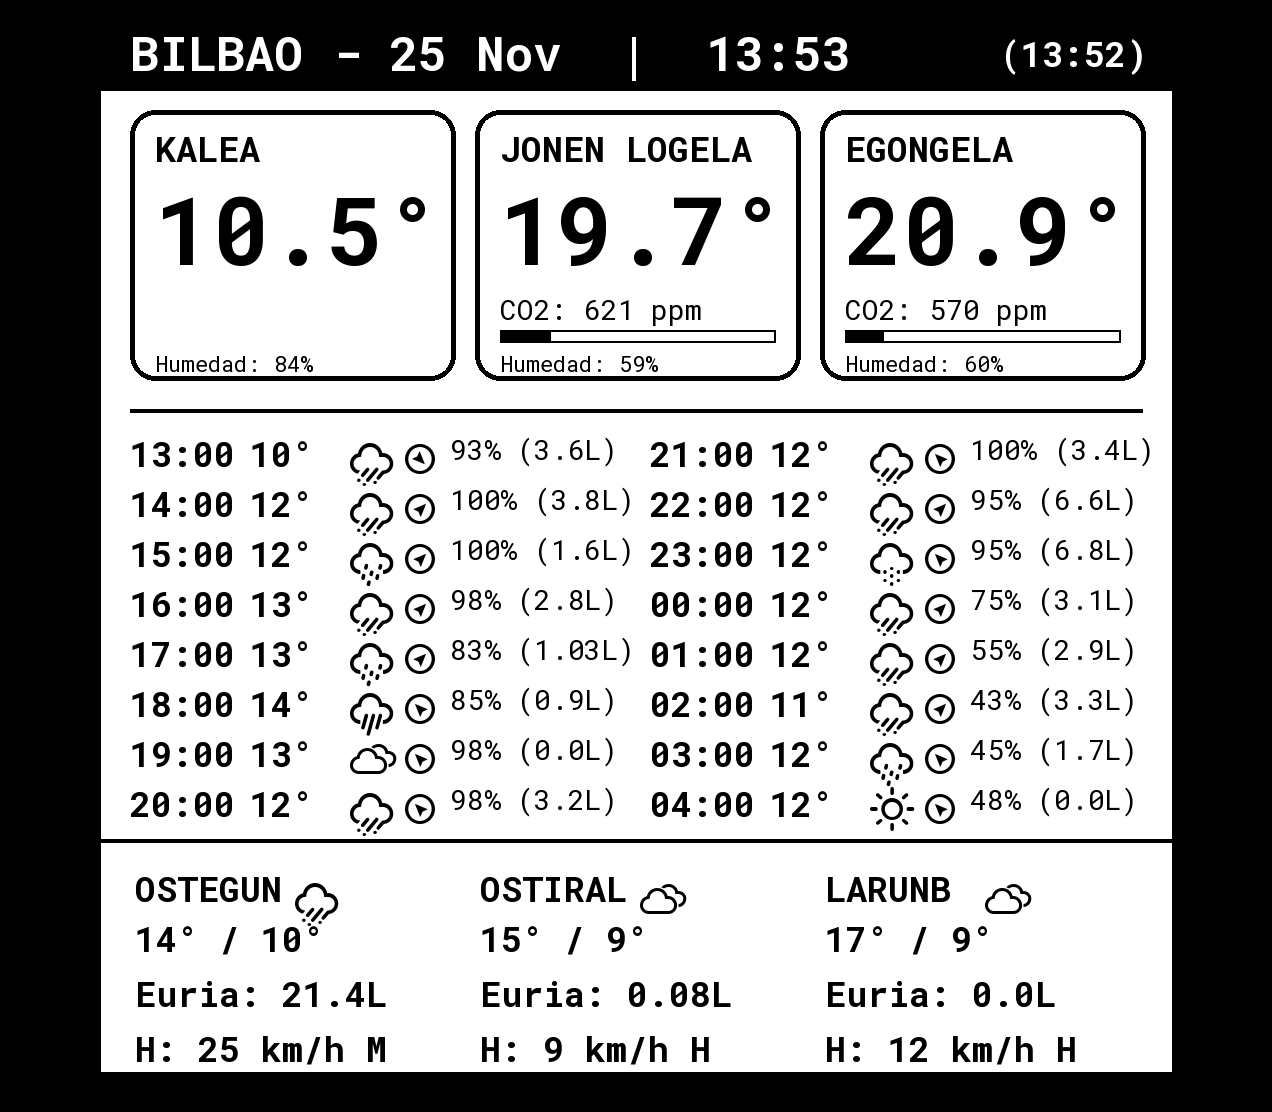 BILBAO - 25 Nov | 13:53 (13:52)
KALEA
10.5°
Humedad: 84%
JONEN LOGELA
19.7°
CO2: 621 ppm
Humedad: 59%
EGONGELA
20.9°
CO2: 570 ppm
Humedad: 60%
13:00 10° 93% (3.6L)
14:00 12° 100% (3.8L)
15:00 12° 100% (1.6L)
16:00 13° 98% (2.8L)
17:00 13° 83% (1.03L)
18:00 14° 85% (0.9L)
19:00 13° 98% (0.0L)
20:00 12° 98% (3.2L)
21:00 12° 100% (3.4L)
22:00 12° 95% (6.6L)
23:00 12° 95% (6.8L)
00:00 12° 75% (3.1L)
01:00 12° 55% (2.9L)
02:00 11° 43% (3.3L)
03:00 12° 45% (1.7L)
04:00 12° 48% (0.0L)
OSTEGUN
14° / 10°
Euria: 21.4L
H: 25 km/h M
OSTIRAL
15° / 9°
Euria: 0.08L
H: 9 km/h H
LARUNB
17° / 9°
Euria: 0.0L
H: 12 km/h H